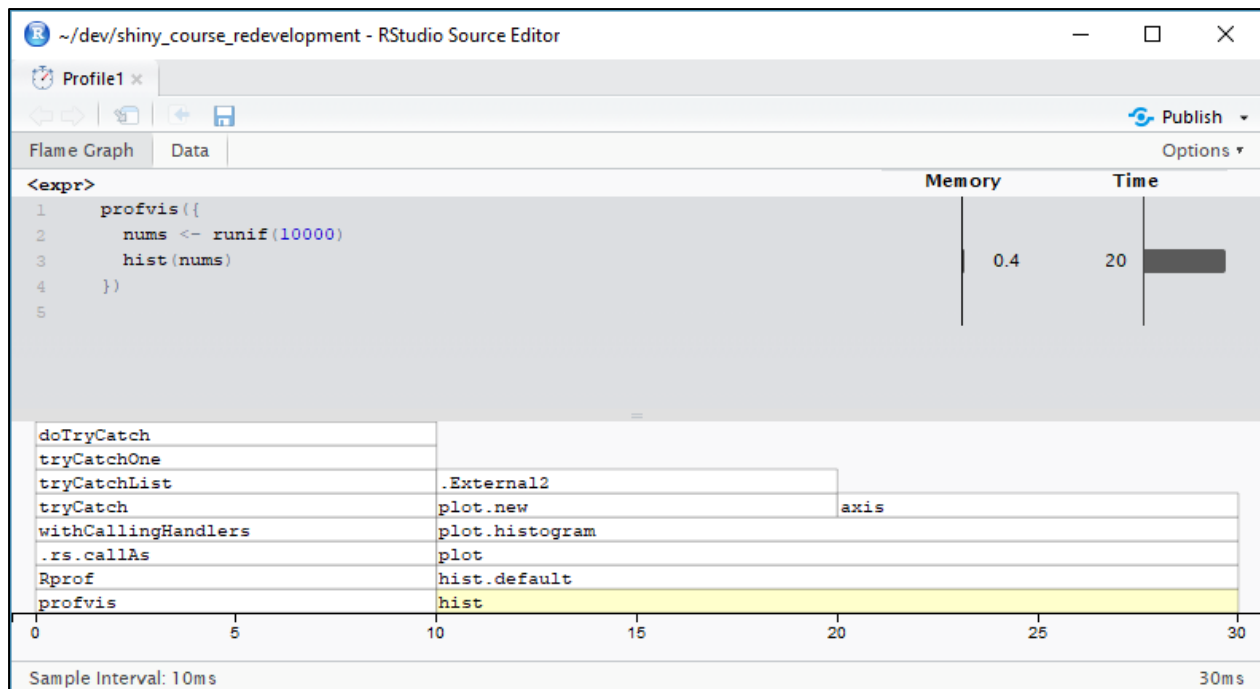 R ~/dev/shiny_course_redevelopment - RStudio Source Editor
Profile1
Publish
Flame Graph Data Options
<expr> Memory Time
1 profvis({
2 nums <- runif(10000)
3 hist(nums) 0.4 20
4 })
5
doTryCatch
tryCatchOne
tryCatchList .External2
tryCatch plot.new axis
withCallingHandlers plot.histogram
.rs.callAs plot
Rprof hist.default
profvis hist
0 5 10 15 20 25 30
Sample Interval: 10ms 30ms